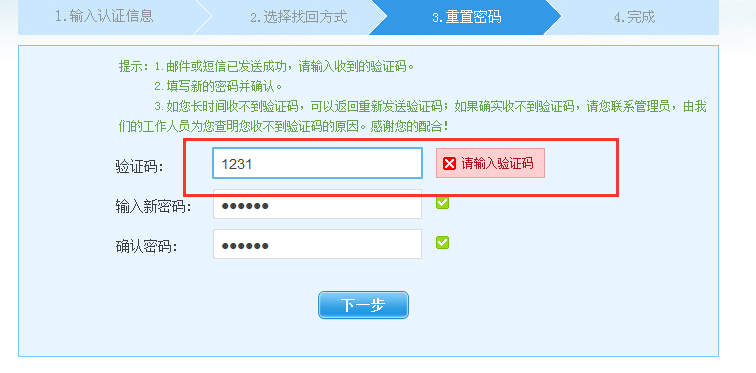 1.输入认证信息
2.选择找回方式
3.重置密码
4.完成
提示：1.邮件或短信已发送成功，请输入收到的验证码。
2.填写新的密码并确认。
3.如您长时间收不到验证码，可以返回重新发送验证码；如果确实收不到验证码，请您联系管理员，由我
们的工作人员为您查明您收不到验证码的原因。感谢您的配合！
验证码： 1231 请输入验证码
输入新密码： ●●●●●●
确认密码： ●●●●●●
下一步